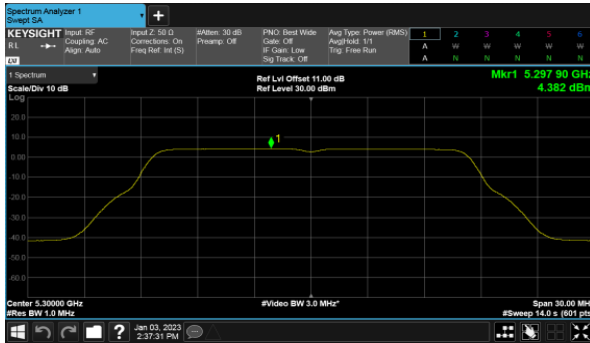 Spectrum Analyzer 1
Swept SA
+
KEYSIGHT Input: RF Input Z: 50 Ω #Atten: 30 dB PNO: Best Wide Avg Type: Power (RMS) 1 2 3 4 5 6
RL Coupling: AC Corrections: On Preamp: Off Gate: Off Avg|Hold: 1/1 A W W W W W
Align: Auto Freq Ref: Int (S) IF Gain: Low Trig: Free Run
Sig Track: Off A N N N N N
LXI
1 Spectrum Ref Lvl Offset 11.00 dB Mkr1 5.297 90 GHz
Scale/Div 10 dB Ref Level 30.00 dBm 4.382 dBm
Log
20.0
10.0
1
0.00
-10.0
-20.0
-30.0
-40.0
-50.0
-60.0
Center 5.30000 GHz #Video BW 3.0 MHz* Span 30.00 MHz
#Res BW 1.0 MHz #Sweep 14.0 s (601 pts)
? Jan 03, 2023
2:37:31 PM